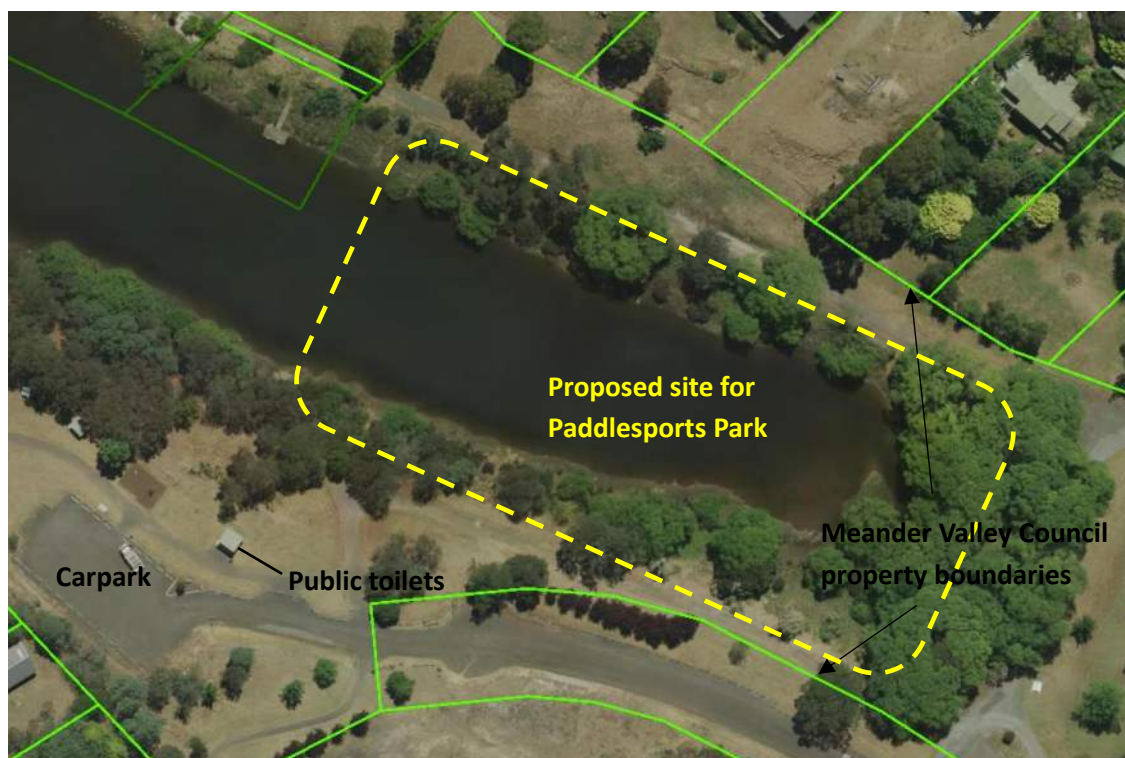 Proposed site for
Paddlesports Park
Meander Valley Council
property boundaries
Carpark
Public toilets